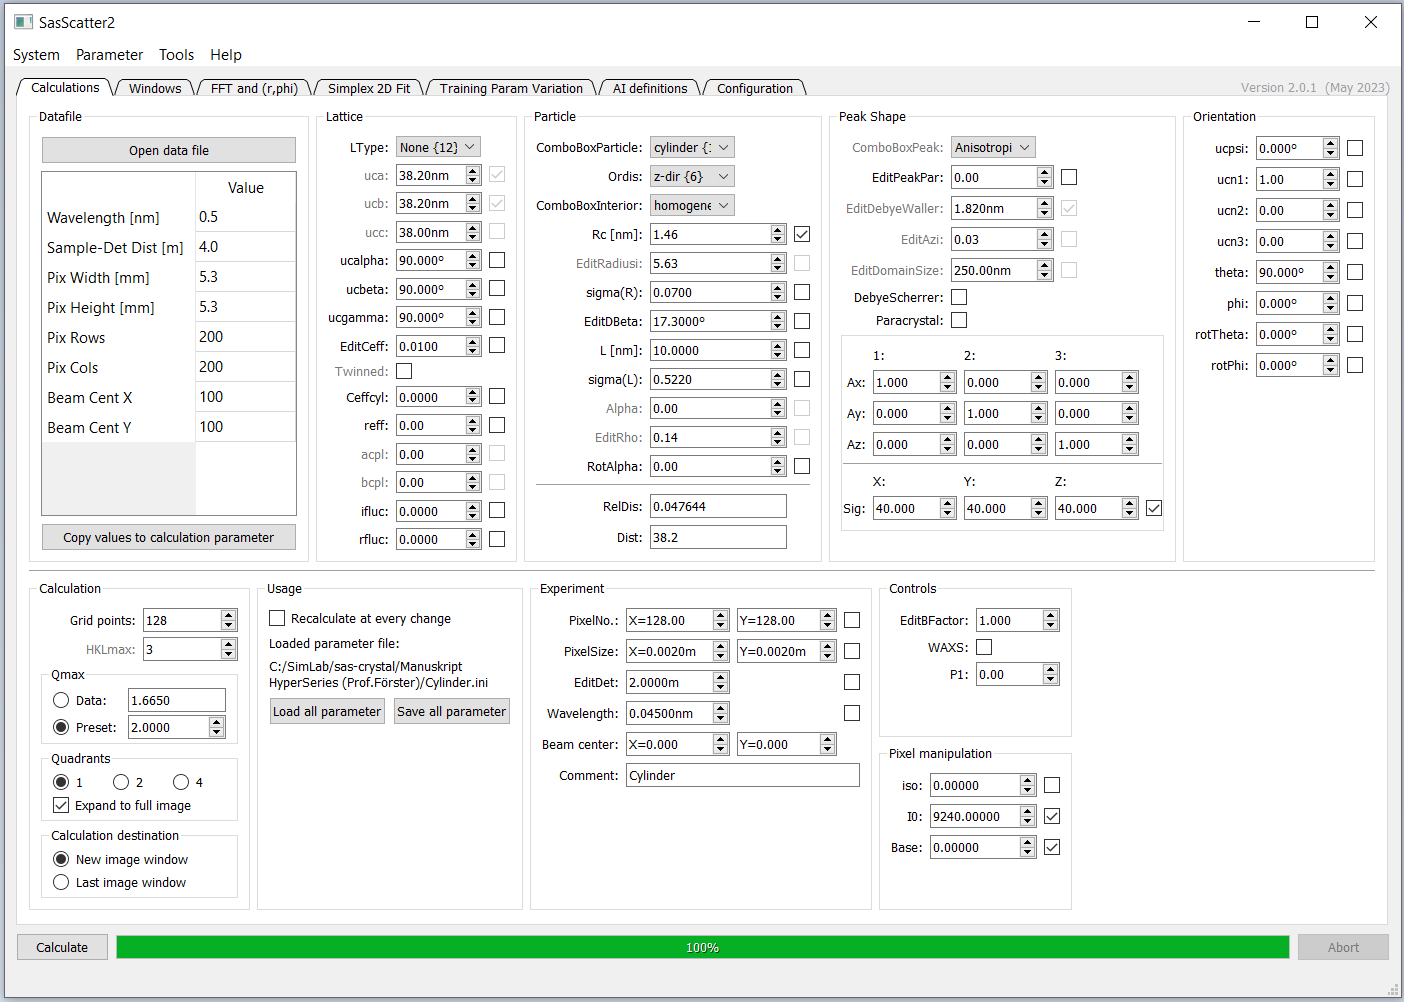 SasScatter2
System Parameter Tools Help
Calculations Windows FFT and (r,phi) Simplex 2D Fit Training Param Variation AI definitions Configuration Version 2.0.1 (May 2023)
Datafile
Open data file
Value
Wavelength [nm] 0.5
Sample-Det Dist [m] 4.0
Pix Width [mm] 5.3
Pix Height [mm] 5.3
Pix Rows 200
Pix Cols 200
Beam Cent X 100
Beam Cent Y 100
Copy values to calculation parameter
Lattice
LType: None {12}
uca: 38.20nm
ucb: 38.20nm
ucc: 38.00nm
ucalpha: 90.000°
ucbeta: 90.000°
ucgamma: 90.000°
EditCeff: 0.0100
Twinned:
Ceffcyl: 0.0000
reff: 0.00
acpl: 0.00
bcpl: 0.00
ifluc: 0.0000
rfluc: 0.0000
Particle
ComboBoxParticle: cylinder {1
Ordis: z-dir {6}
ComboBoxInterior: homogene
Rc [nm]: 1.46
EditRadiusi: 5.63
sigma(R): 0.0700
EditDBeta: 17.3000°
L [nm]: 10.0000
sigma(L): 0.5220
Alpha: 0.00
EditRho: 0.14
RotAlpha: 0.00
RelDis: 0.047644
Dist: 38.2
Peak Shape
ComboBoxPeak: Anisotropi
EditPeakPar: 0.00
EditDebyeWaller: 1.820nm
EditAzi: 0.03
EditDomainSize: 250.00nm
DebyeScherrer:
Paracrystal:
1: 2: 3:
Ax: 1.000 0.000 0.000
Ay: 0.000 1.000 0.000
Az: 0.000 0.000 1.000
X: Y: Z:
Sig: 40.000 40.000 40.000
Orientation
ucpsi: 0.000°
ucn1: 1.00
ucn2: 0.00
ucn3: 0.00
theta: 90.000°
phi: 0.000°
rotTheta: 0.000°
rotPhi: 0.000°
Calculation
Grid points: 128
HKLmax: 3
Qmax
Data: 1.6650
Preset: 2.0000
Quadrants
1 2 4
Expand to full image
Calculation destination
New image window
Last image window
Usage
Recalculate at every change
Loaded parameter file:
C:/SimLab/sas-crystal/Manuskript
HyperSeries (Prof.Förster)/Cylinder.ini
Load all parameter Save all parameter
Experiment
PixelNo.: X=128.00 Y=128.00
PixelSize: X=0.0020m Y=0.0020m
EditDet: 2.0000m
Wavelength: 0.04500nm
Beam center: X=0.000 Y=0.000
Comment: Cylinder
Controls
EditBFactor: 1.000
WAXS:
P1: 0.00
Pixel manipulation
iso: 0.00000
I0: 9240.00000
Base: 0.00000
Calculate 100% Abort